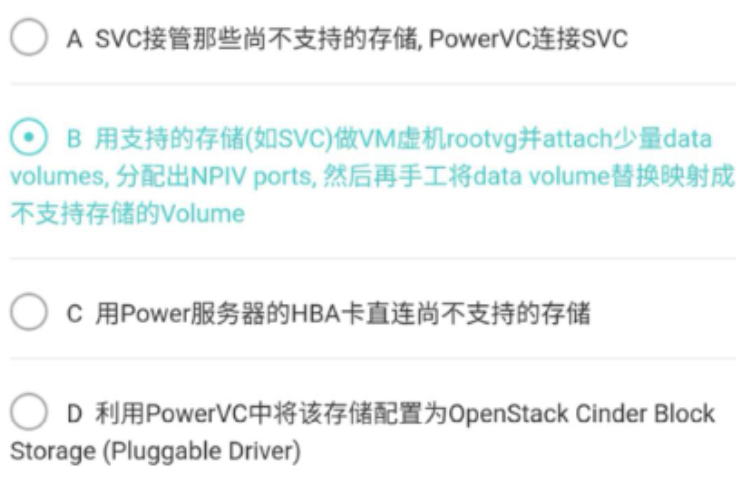 A SVC接管那些尚不支持的存储, PowerVC连接SVC
B 用支持的存储(如SVC)做VM虚机rootvg并attach少量data
volumes, 分配出NPIV ports, 然后再手工将data volume替换映射成
不支持存储的Volume
C 用Power服务器的HBA卡直连尚不支持的存储
D 利用PowerVC中将该存储配置为OpenStack Cinder Block
Storage (Pluggable Driver)